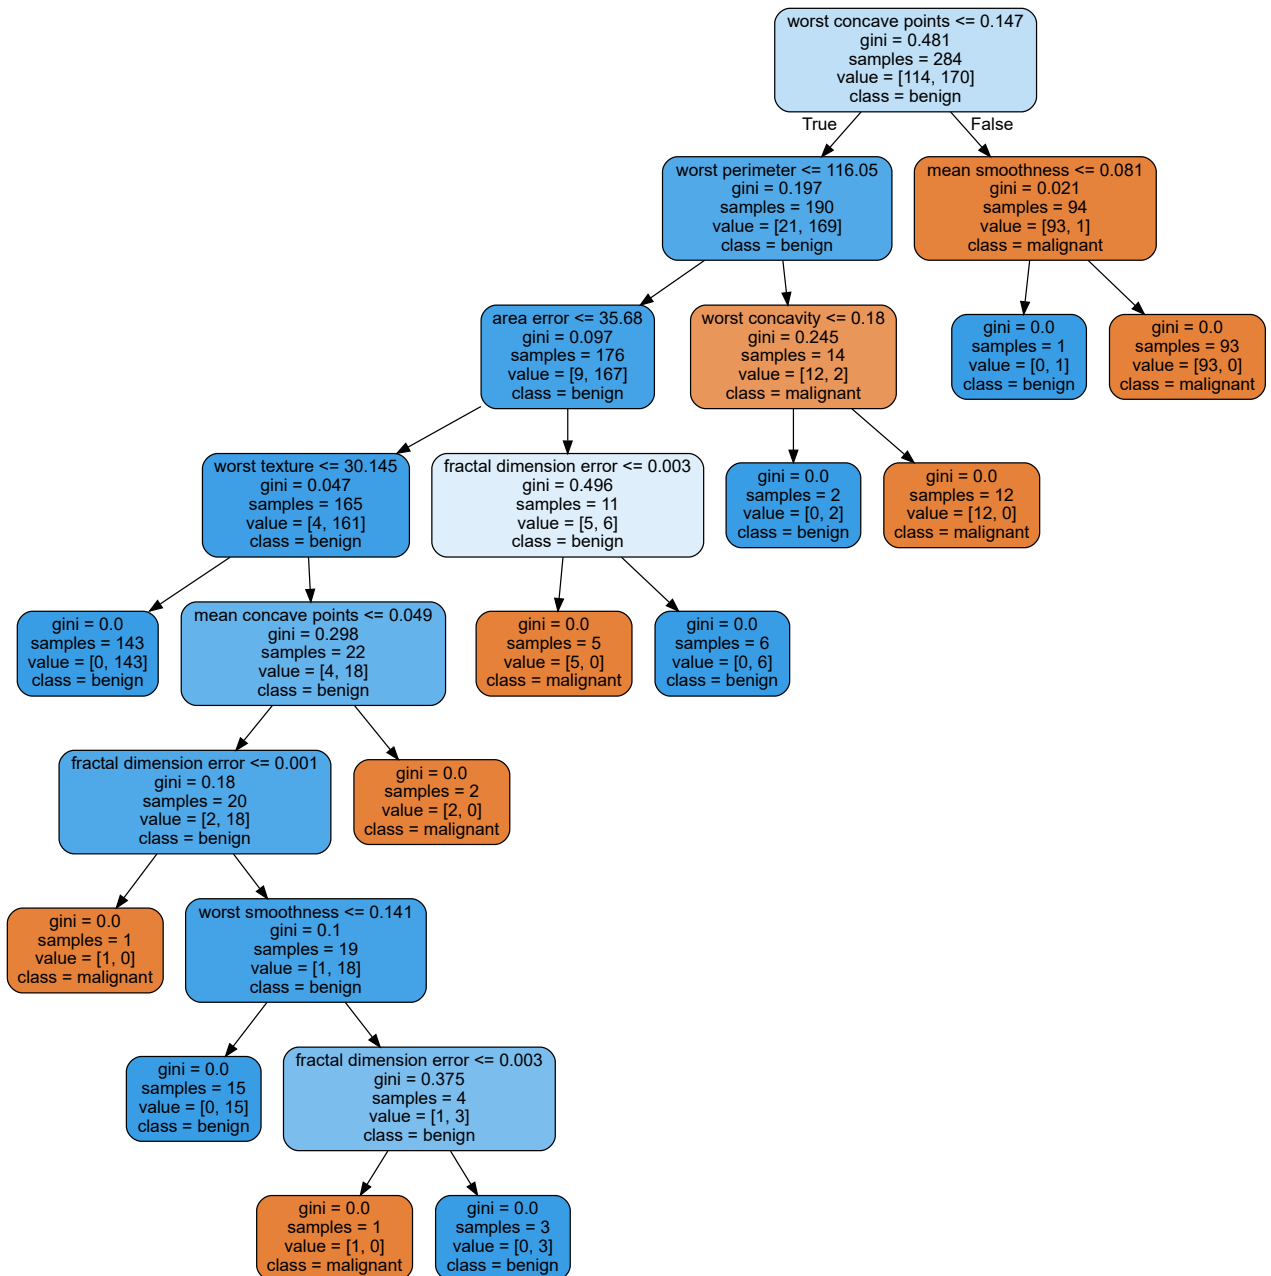 worst concave points <= 0.147
gini = 0.481
samples = 284
value = [114, 170]
class = benign
True
False
worst perimeter <= 116.05
gini = 0.197
samples = 190
value = [21, 169]
class = benign
mean smoothness <= 0.081
gini = 0.021
samples = 94
value = [93, 1]
class = malignant
area error <= 35.68
gini = 0.097
samples = 176
value = [9, 167]
class = benign
worst concavity <= 0.18
gini = 0.245
samples = 14
value = [12, 2]
class = malignant
gini = 0.0
samples = 1
value = [0, 1]
class = benign
gini = 0.0
samples = 93
value = [93, 0]
class = malignant
worst texture <= 30.145
gini = 0.047
samples = 165
value = [4, 161]
class = benign
fractal dimension error <= 0.003
gini = 0.496
samples = 11
value = [5, 6]
class = benign
gini = 0.0
samples = 2
value = [0, 2]
class = benign
gini = 0.0
samples = 12
value = [12, 0]
class = malignant
gini = 0.0
samples = 143
value = [0, 143]
class = benign
mean concave points <= 0.049
gini = 0.298
samples = 22
value = [4, 18]
class = benign
gini = 0.0
samples = 5
value = [5, 0]
class = malignant
gini = 0.0
samples = 6
value = [0, 6]
class = benign
fractal dimension error <= 0.001
gini = 0.18
samples = 20
value = [2, 18]
class = benign
gini = 0.0
samples = 2
value = [2, 0]
class = malignant
gini = 0.0
samples = 1
value = [1, 0]
class = malignant
worst smoothness <= 0.141
gini = 0.1
samples = 19
value = [1, 18]
class = benign
gini = 0.0
samples = 15
value = [0, 15]
class = benign
fractal dimension error <= 0.003
gini = 0.375
samples = 4
value = [1, 3]
class = benign
gini = 0.0
samples = 1
value = [1, 0]
class = malignant
gini = 0.0
samples = 3
value = [0, 3]
class = benign